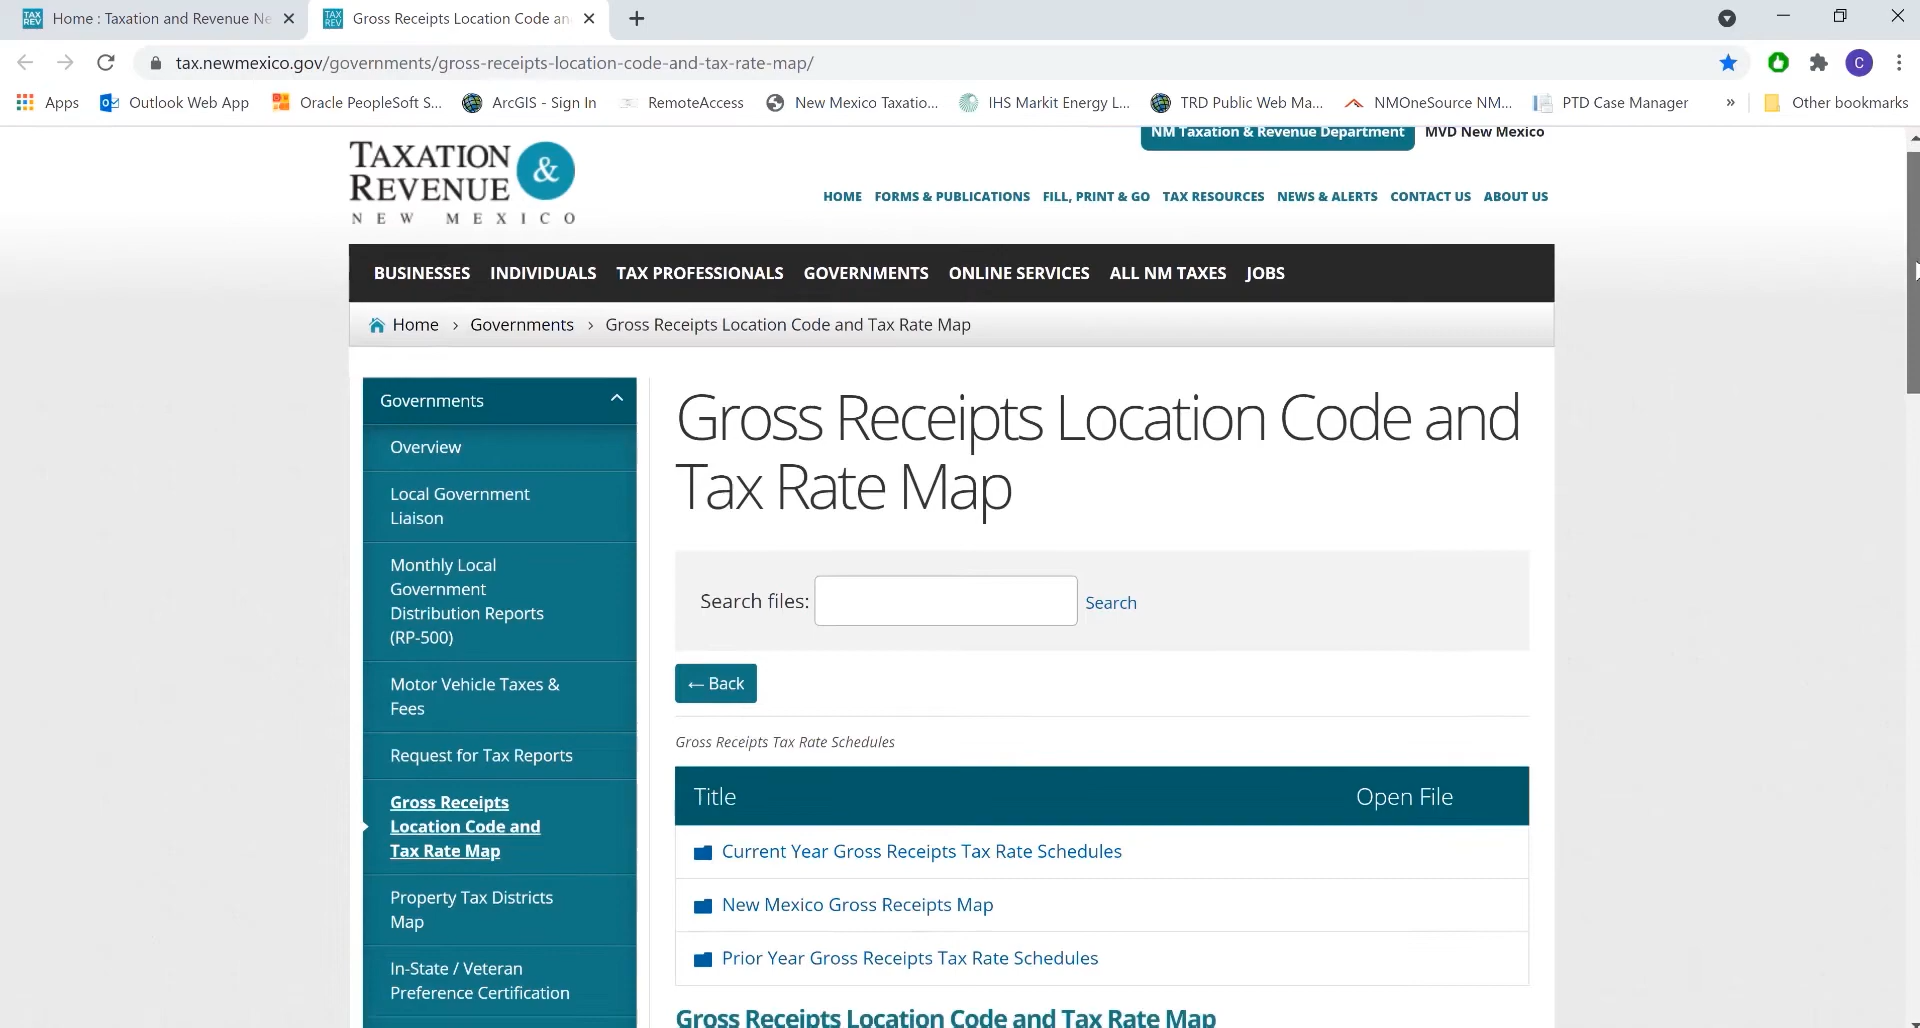 TAX REV Home : Taxation and Revenue Ne
TAX REV Gross Receipts Location Code an
tax.newmexico.gov/governments/gross-receipts-location-code-and-tax-rate-map/
C
Apps Outlook Web App Oracle PeopleSoft S... ArcGIS - Sign In RemoteAccess New Mexico Taxatio... IHS Markit Energy L... TRD Public Web Ma... NMOneSource NM... PTD Case Manager » Other bookmarks
NM Taxation & Revenue Department MVD New Mexico
TAXATION &
REVENUE
NEW MEXICO
HOME FORMS & PUBLICATIONS FILL, PRINT & GO TAX RESOURCES NEWS & ALERTS CONTACT US ABOUT US
BUSINESSES INDIVIDUALS TAX PROFESSIONALS GOVERNMENTS ONLINE SERVICES ALL NM TAXES JOBS
Home › Governments › Gross Receipts Location Code and Tax Rate Map
Governments
Overview
Local Government
Liaison
Monthly Local
Government
Distribution Reports
(RP-500)
Motor Vehicle Taxes &
Fees
Request for Tax Reports
Gross Receipts
Location Code and
Tax Rate Map
Property Tax Districts
Map
In-State / Veteran
Preference Certification
Gross Receipts Location Code and
Tax Rate Map
Search files: Search
← Back
Gross Receipts Tax Rate Schedules
Title Open File
Current Year Gross Receipts Tax Rate Schedules
New Mexico Gross Receipts Map
Prior Year Gross Receipts Tax Rate Schedules
Gross Receipts Location Code and Tax Rate Map